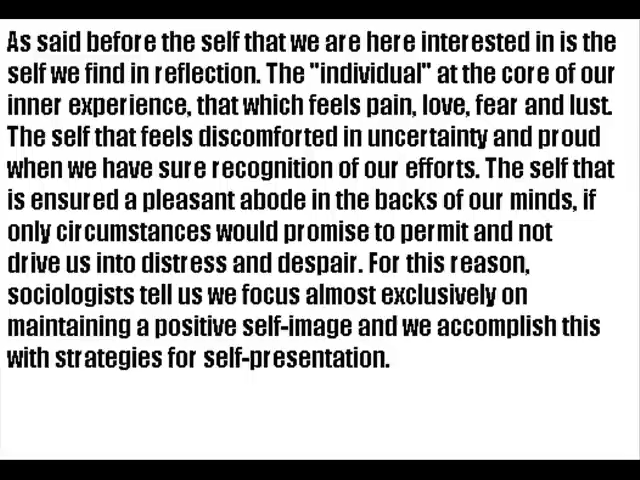 As said before the self that we are here interested in is the
self we find in reflection. The "individual" at the core of our
inner experience, that which feels pain, love, fear and lust.
The self that feels discomforted in uncertainty and proud
when we have sure recognition of our efforts. The self that
is ensured a pleasant abode in the backs of our minds, if
only circumstances would promise to permit and not
drive us into distress and despair. For this reason,
sociologists tell us we focus almost exclusively on
maintaining a positive self-image and we accomplish this
with strategies for self-presentation.